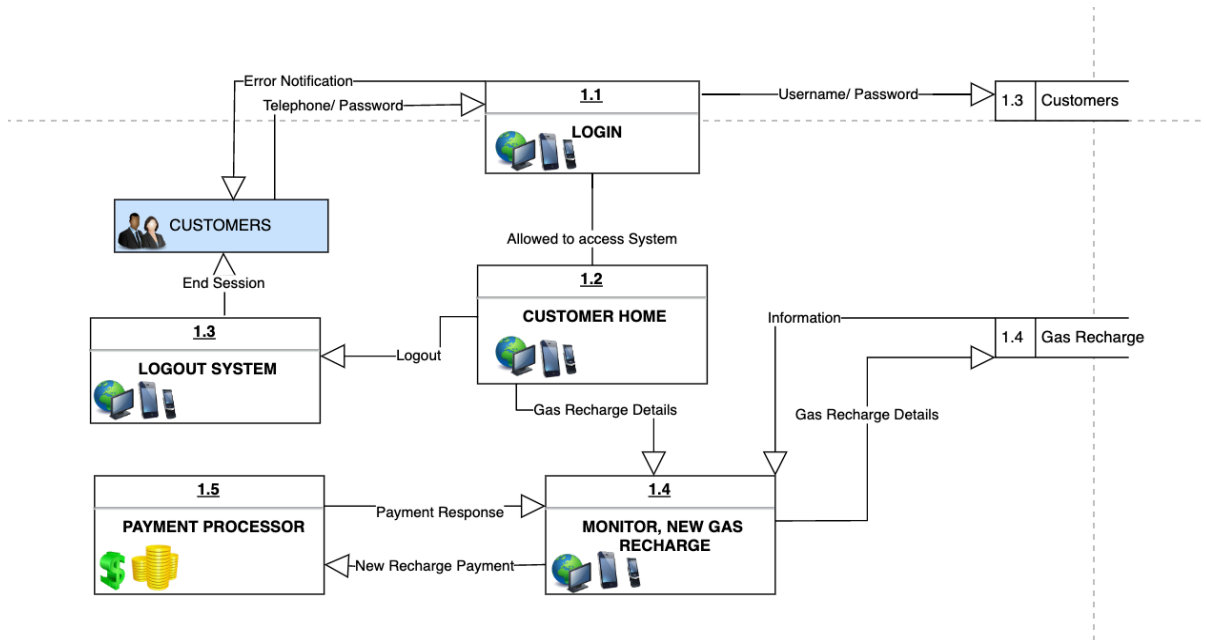 Error Notification
1.1
Username/ Password
1.3
Customers
Telephone/ Password
LOGIN
CUSTOMERS
Allowed to access System
End Session
1.2
CUSTOMER HOME
Information
1.4
Gas Recharge
1.3
LOGOUT SYSTEM
Logout
Gas Recharge Details
Gas Recharge Details
1.5
PAYMENT PROCESSOR
Payment Response
New Recharge Payment
1.4
MONITOR, NEW GAS
RECHARGE